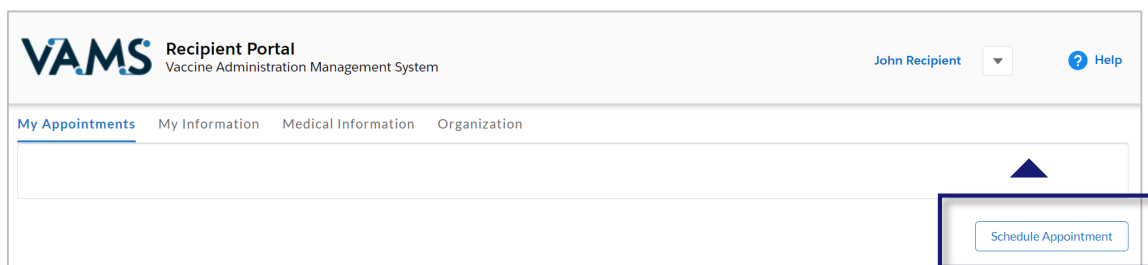 VAMS Recipient Portal
Vaccine Administration Management System
John Recipient ? Help
My Appointments My Information Medical Information Organization
Schedule Appointment